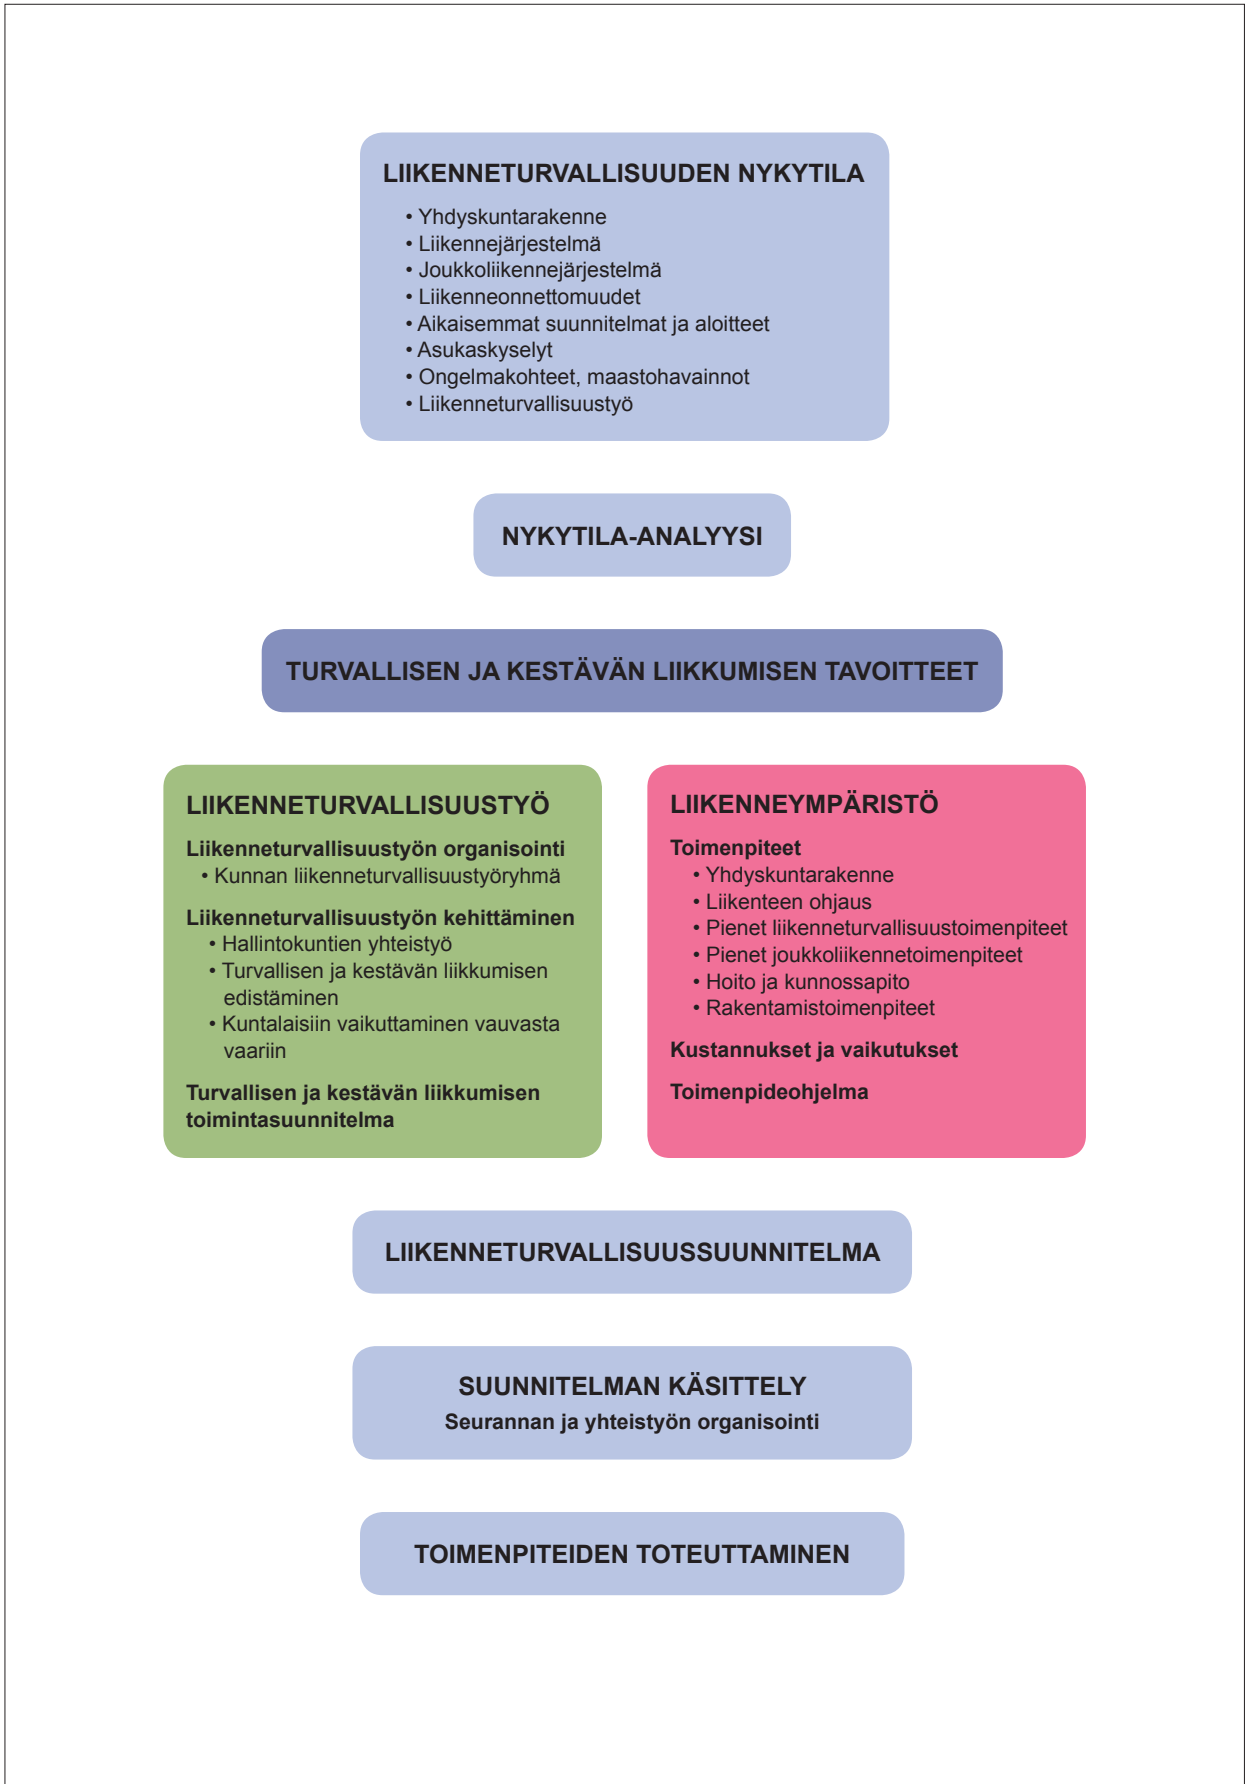 LIIKENNETURVALLISUUDEN NYKYTILA
• Yhdyskuntarakenne
• Liikennejärjestelmä
• Joukkoliikennejärjestelmä
• Liikenneonnettomuudet
• Aikaisemmat suunnitelmat ja aloitteet
• Asukaskyselyt
• Ongelmakohteet, maastohavainnot
• Liikenneturvallisuustyö
NYKYTILA-ANALYYSI
TURVALLISEN JA KESTÄVÄN LIIKKUMISEN TAVOITTEET
LIIKENNETURVALLISUUSTYÖ
Liikenneturvallisuustyön organisointi
• Kunnan liikenneturvallisuustyöryhmä
Liikenneturvallisuustyön kehittäminen
• Hallintokuntien yhteistyö
• Turvallisen ja kestävän liikkumisen
edistäminen
• Kuntalaisiin vaikuttaminen vauvasta
vaariin
Turvallisen ja kestävän liikkumisen
toimintasuunnitelma
LIIKENNEYMPÄRISTÖ
Toimenpiteet
• Yhdyskuntarakenne
• Liikenteen ohjaus
• Pienet liikenneturvallisuustoimenpiteet
• Pienet joukkoliikennetoimenpiteet
• Hoito ja kunnossapito
• Rakentamistoimenpiteet
Kustannukset ja vaikutukset
Toimenpideohjelma
LIIKENNETURVALLISUUSSUUNNITELMA
SUUNNITELMAN KÄSITTELY
Seurannan ja yhteistyön organisointi
TOIMENPITEIDEN TOTEUTTAMINEN